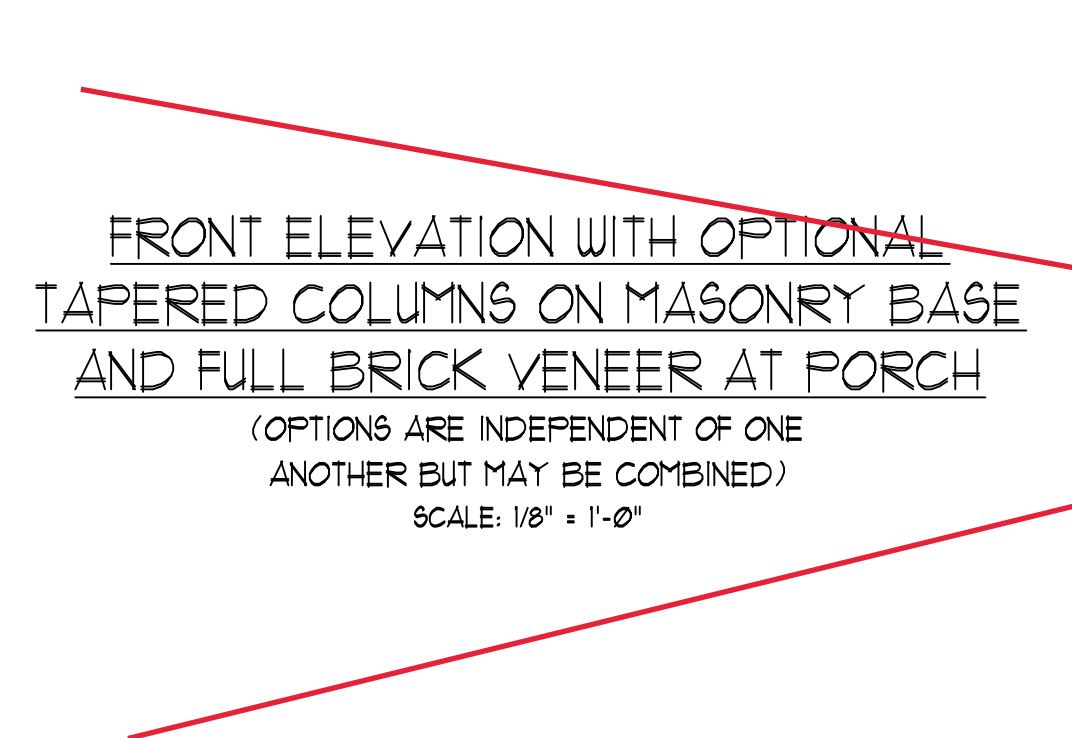 FRONT ELEVATION WITH OPTIONAL
TAPERED COLUMNS ON MASONRY BASE
AND FULL BRICK VENEER AT PORCH
(OPTIONS ARE INDEPENDENT OF ONE
ANOTHER BUT MAY BE COMBINED)
SCALE: 1/8" = 1'-0"